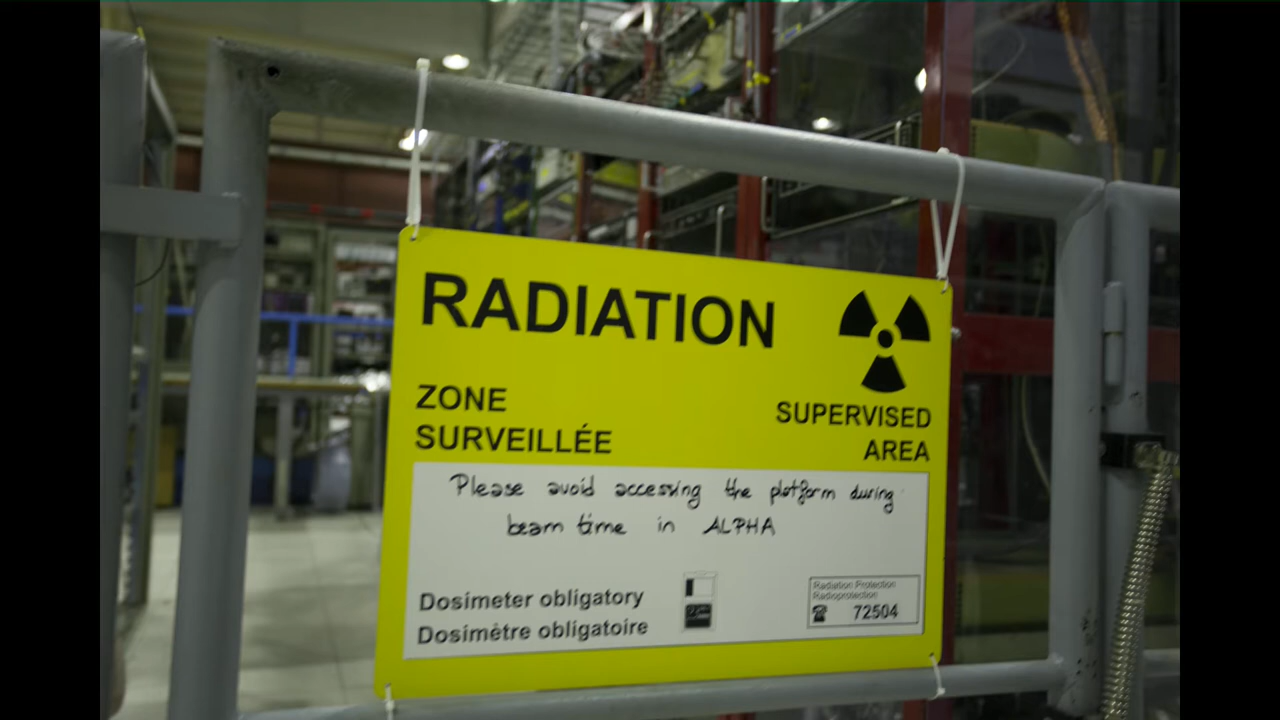 RADIATION
ZONE
SURVEILLÉE
SUPERVISED
AREA
Please avoid accessing the platform during
beam time in ALPHA
Dosimeter obligatory
Dosimètre obligatoire
Radiation Protection
Radioprotection
72504